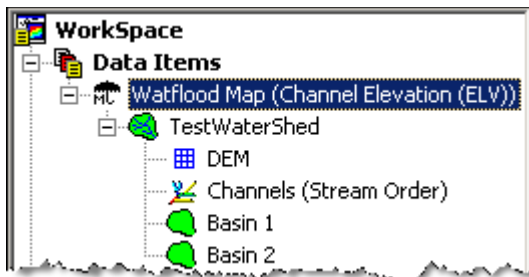 WorkSpace
Data Items
Watflood Map (Channel Elevation (ELV))
TestWaterShed
DEM
Channels (Stream Order)
Basin 1
Basin 2